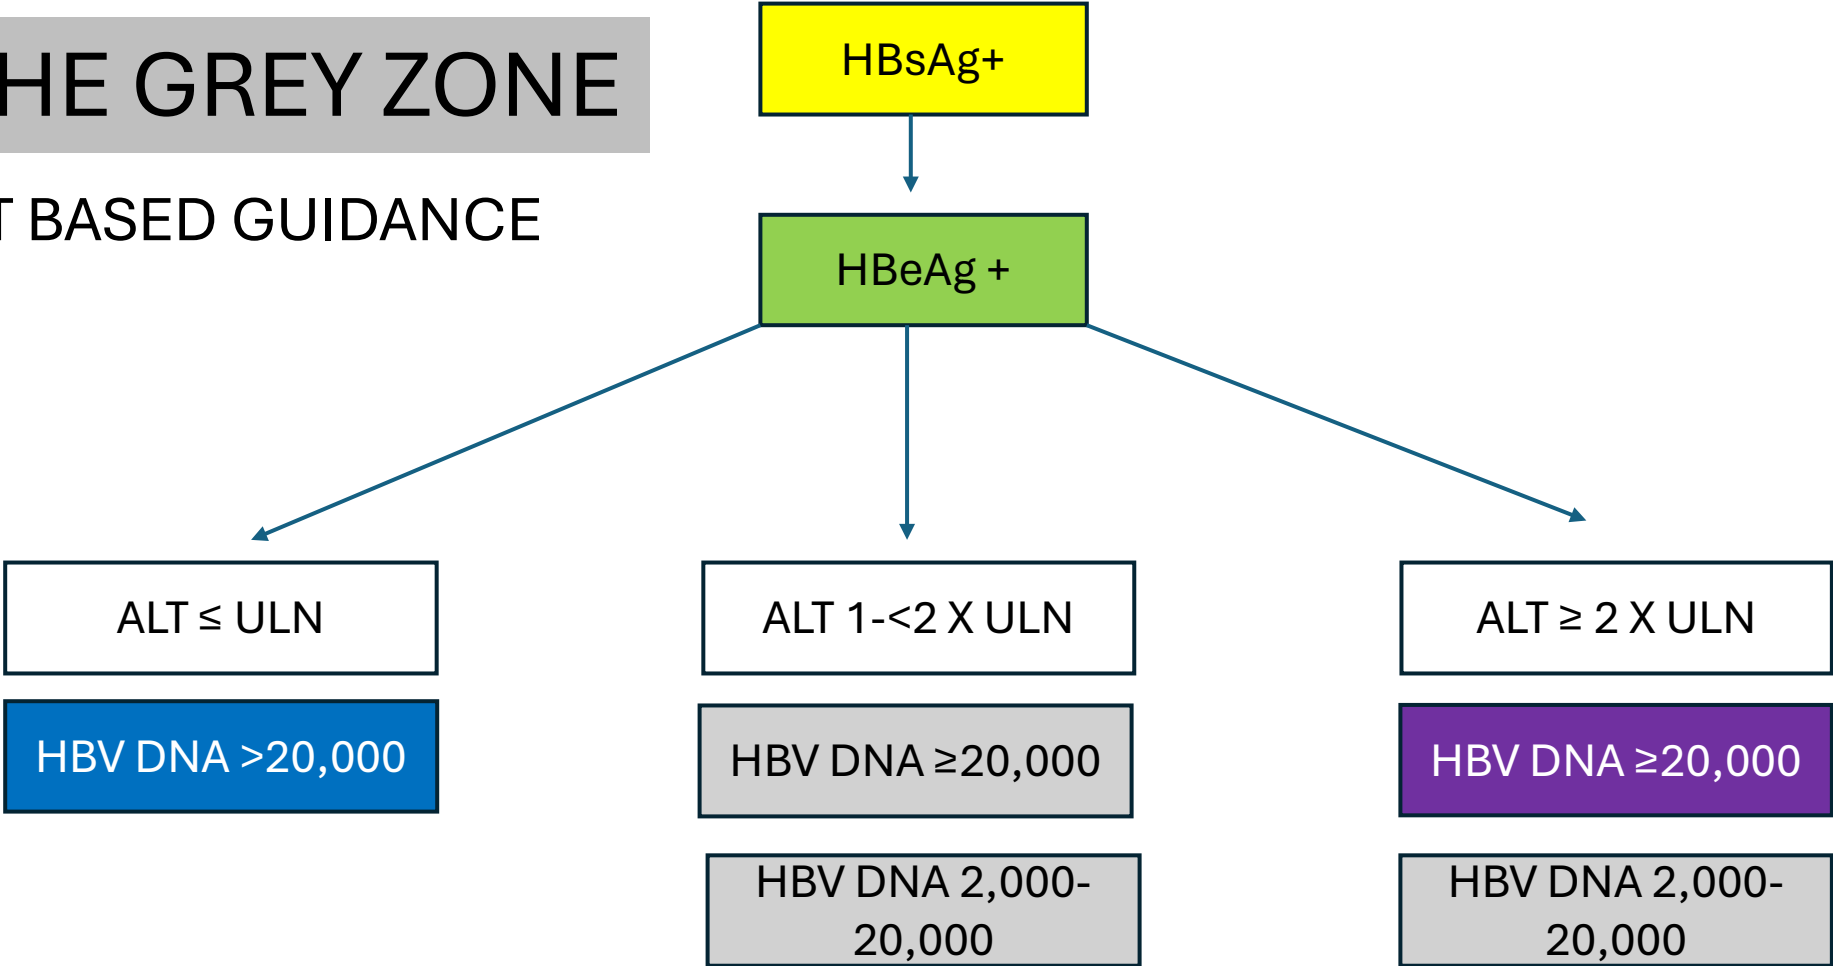 HE GREY ZONE
T BASED GUIDANCE
HBsAg+
HBeAg +
ALT ≤ ULN
ALT 1-<2 X ULN
ALT ≥ 2 X ULN
HBV DNA >20,000
HBV DNA ≥20,000
HBV DNA ≥20,000
HBV DNA 2,000-
20,000
HBV DNA 2,000-
20,000